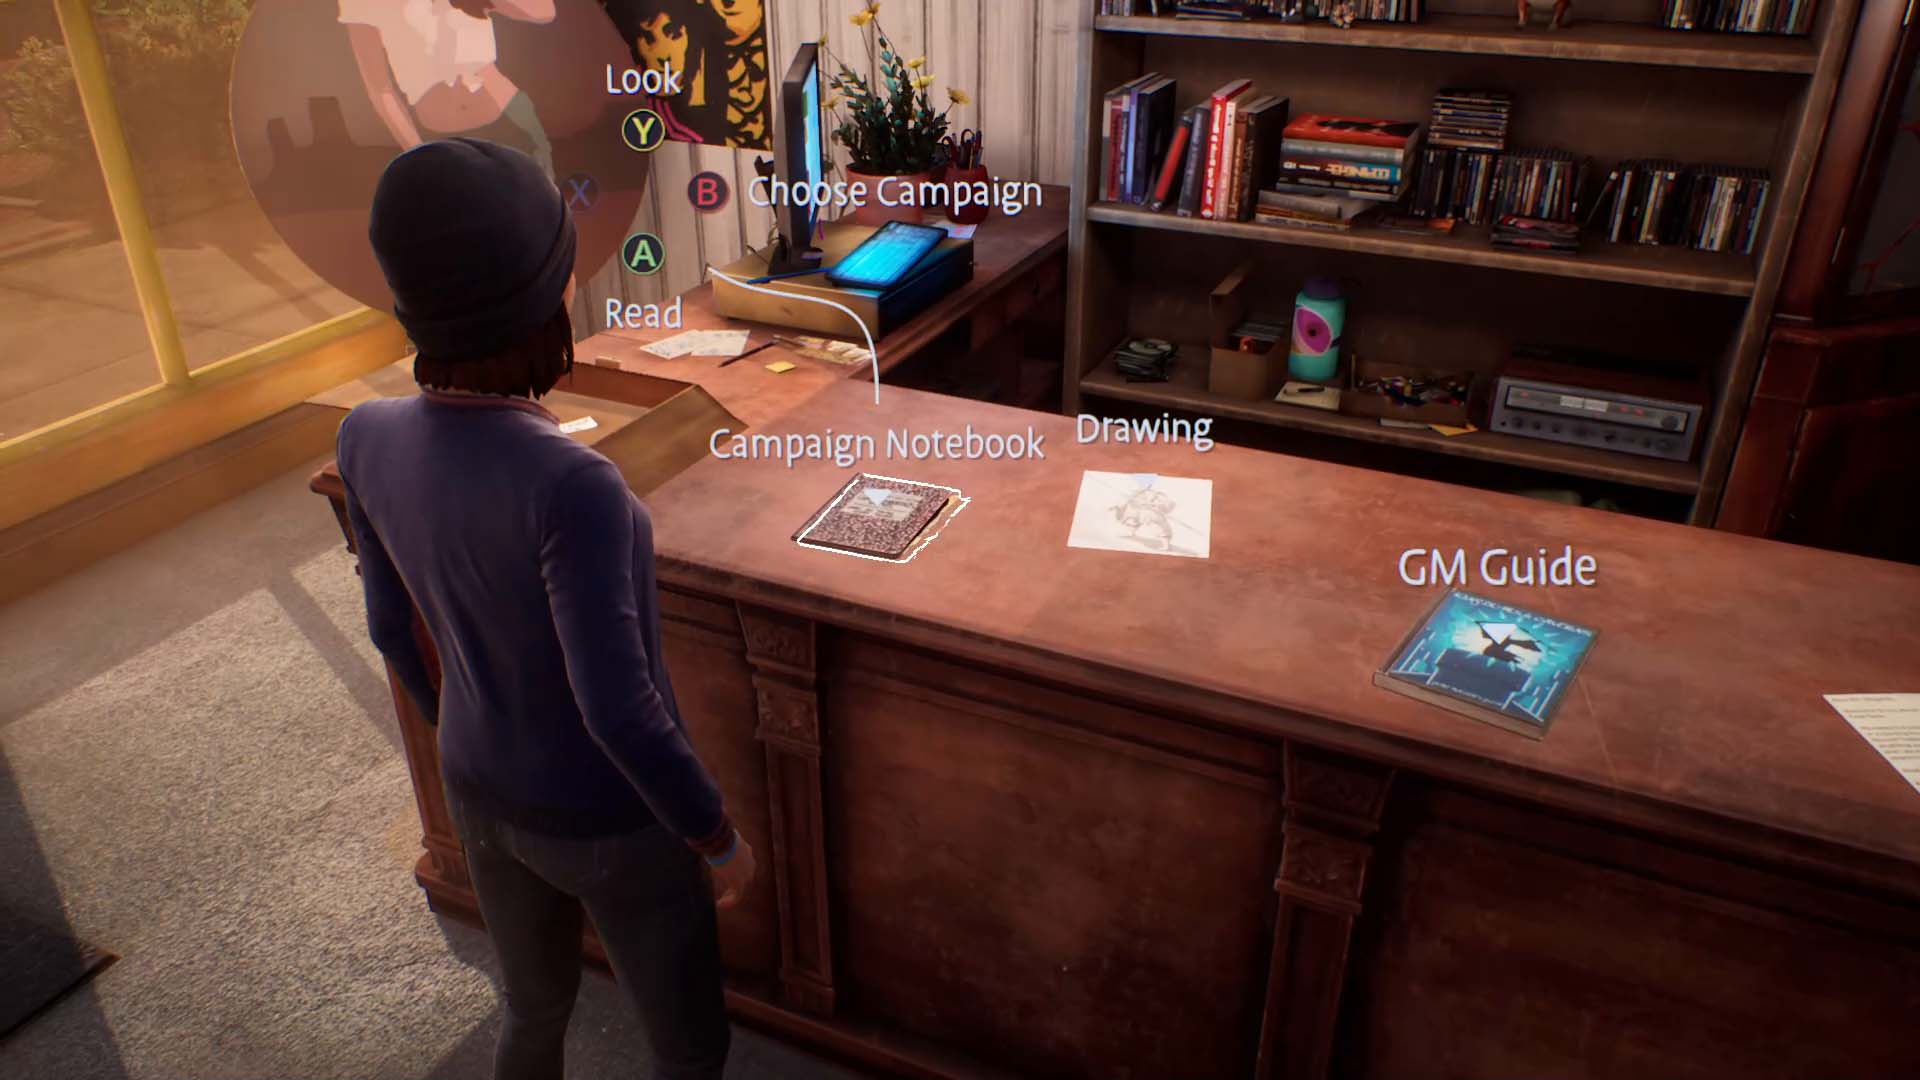 Look
Y
X
B Choose Campaign
A
Read
Campaign Notebook
Drawing
GM Guide